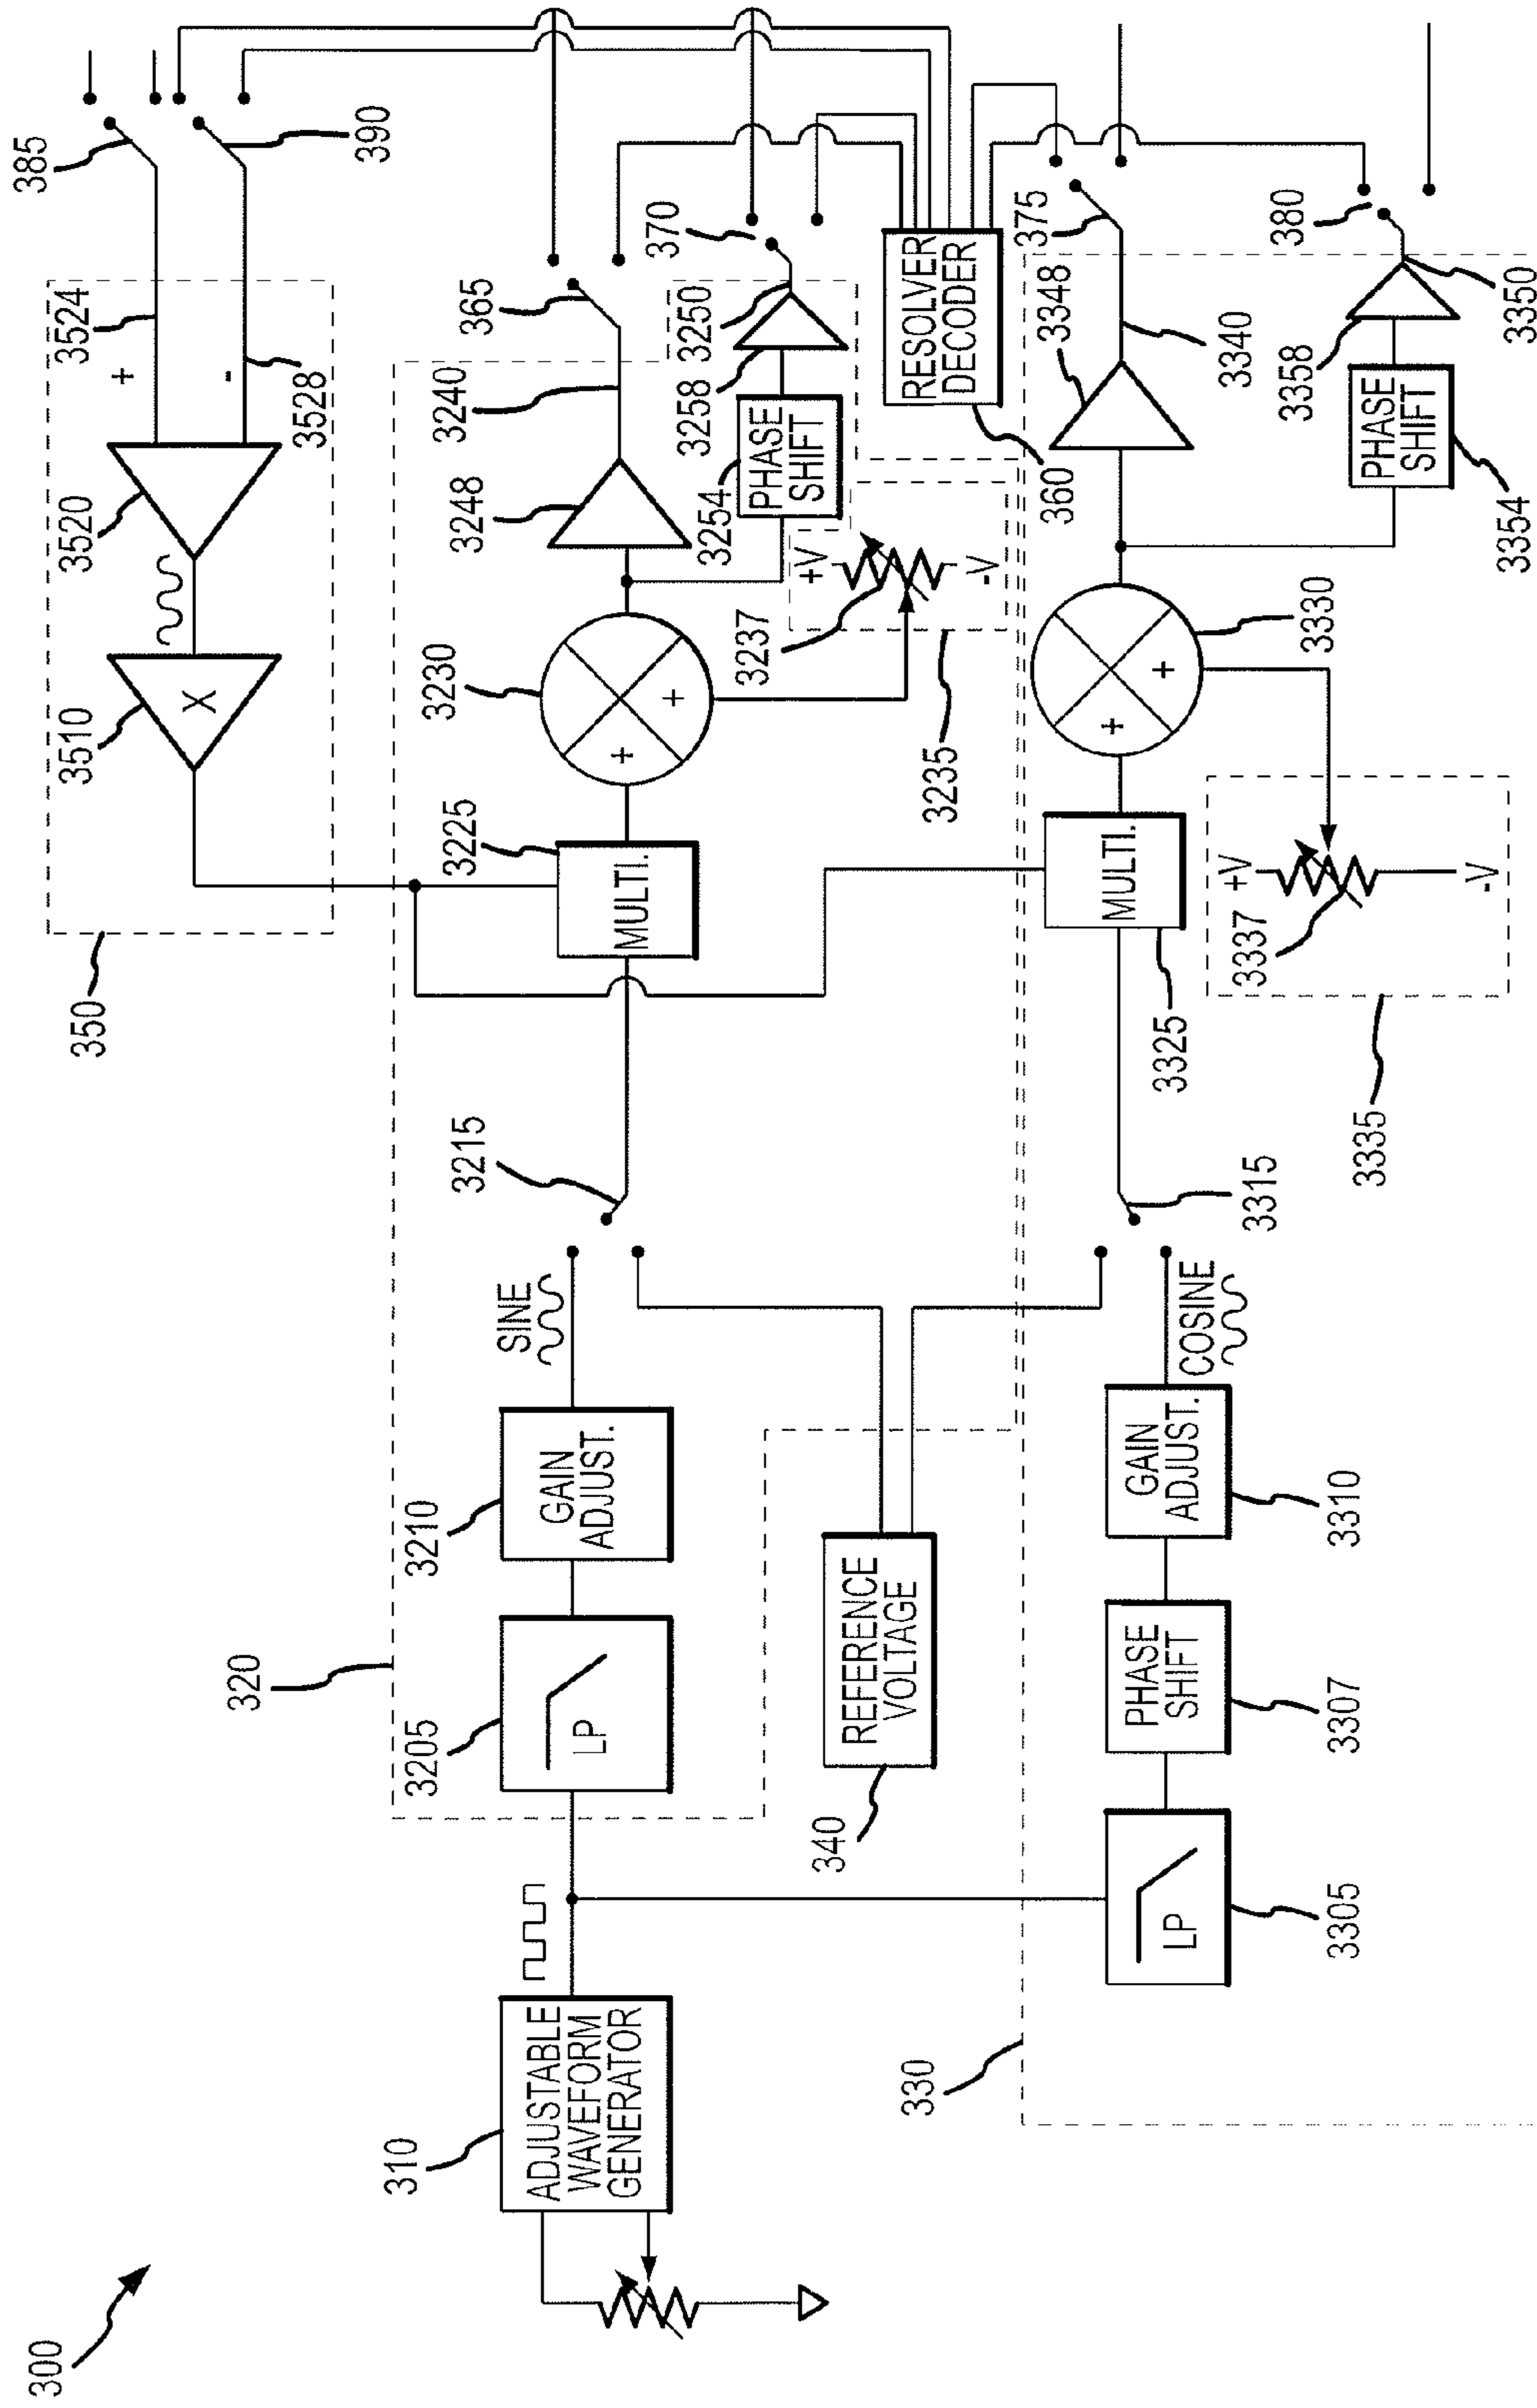 300
310
ADJUSTABLE
WAVEFORM
GENERATOR
320
3205
LP
3210
GAIN
ADJUST.
SINE
3215
3225
MULTI.
3230
+
+
3235
3237
+V
-V
3248
3240
365
3254
PHASE
SHIFT
3258
3250
370
350
3510
X
3520
+
-
3524
3528
385
390
340
REFERENCE
VOLTAGE
360
RESOLVER
DECODER
330
3305
LP
3307
PHASE
SHIFT
3310
GAIN
ADJUST.
COSINE
3315
3325
MULTI.
3330
+
+
3335
3337
+V
-V
3348
3340
375
3354
PHASE
SHIFT
3358
3350
380